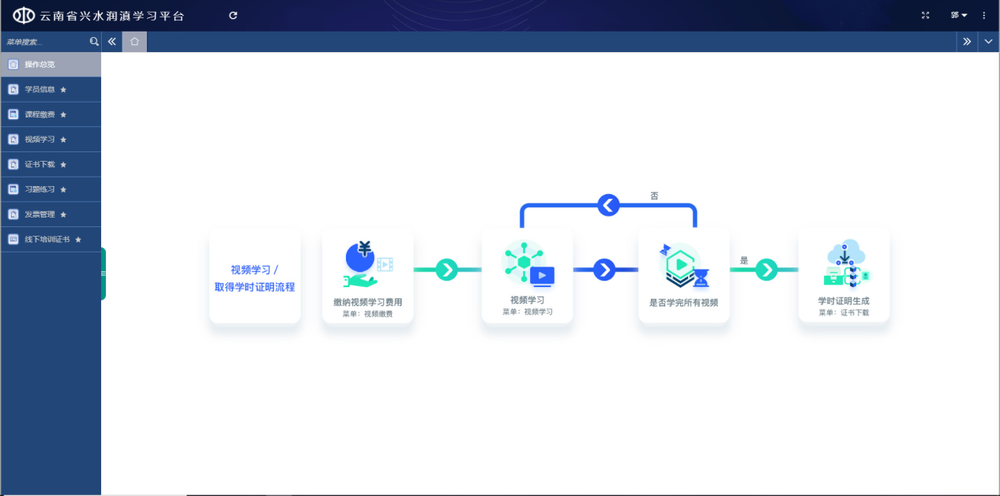 云南省兴水润滇学习平台
郭
菜单搜索...
操作总览
学员信息
课程缴费
视频学习
证书下载
习题练习
发票管理
线下培训证书
否
视频学习 /
取得学时证明流程
缴纳视频学习费用
菜单：视频缴费
视频学习
菜单：视频学习
是否学完所有视频
是
学时证明生成
菜单：证书下载